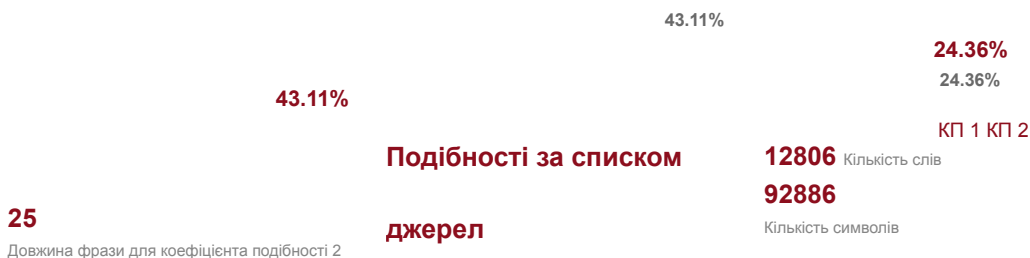 43.11%
24.36%
24.36%
43.11%
КП 1 КП 2
Подібності за списком
джерел
12806 Кількість слів
92886
Кількість символів
25
Довжина фрази для коефіцієнта подібності 2